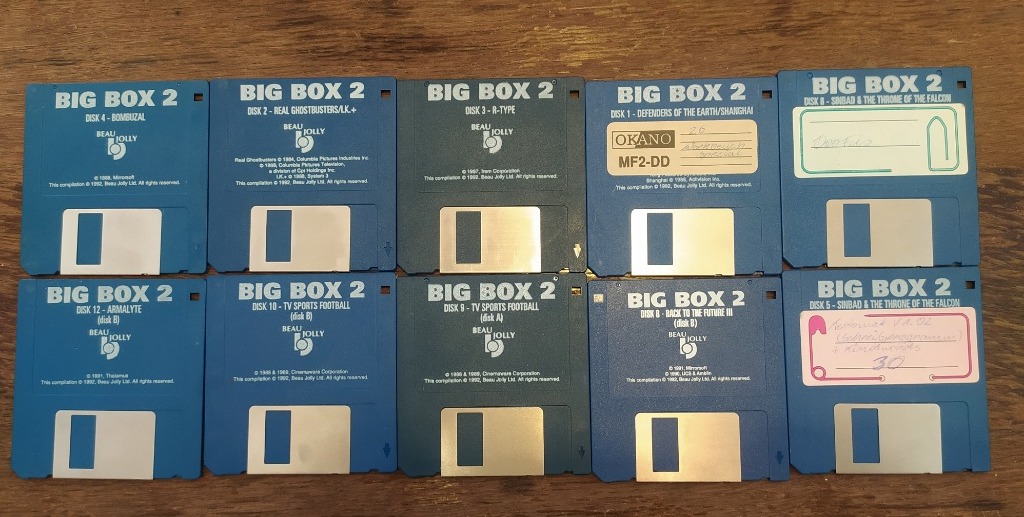 BIG BOX 2
DISK 4 - BOMBUZAL
BEAU
JOLLY
© 1988, Mirrorsoft
This compilation © 1992, Beau Jolly Ltd. All rights reserved.
BIG BOX 2
DISK 2 - REAL GHOSTBUSTERS/I.K.+
BEAU
JOLLY
Real Ghostbusters © 1984, Columbia Pictures Industries Inc.
© 1988, Columbia Pictures Television,
a division of Cpt Holdings Inc.
I.K.+ © 1988, System 3
This compilation © 1992, Beau Jolly Ltd. All rights reserved.
BIG BOX 2
DISK 3 - R-TYPE
BEAU
JOLLY
© 1987, Irem Corporation
This compilation © 1992, Beau Jolly Ltd. All rights reserved.
BIG BOX 2
DISK 1 - DEFENDERS OF THE EARTH/SHANGHAI
OKANO
26
MF2-DD
Shanghai © 1986, Activision Inc.
This compilation © 1992, Beau Jolly Ltd. All rights reserved.
BIG BOX 2
DISK 6 - SINBAD & THE THRONE OF THE FALCON
BIG BOX 2
DISK 12 - ARMALYTE
(disk B)
BEAU
JOLLY
© 1991, Thalamus
This compilation © 1992, Beau Jolly Ltd. All rights reserved.
BIG BOX 2
DISK 10 - TV SPORTS FOOTBALL
(disk B)
BEAU
JOLLY
© 1988 & 1989, Cinemaware Corporation
This compilation © 1992, Beau Jolly Ltd. All rights reserved.
BIG BOX 2
DISK 9 - TV SPORTS FOOTBALL
(disk A)
BEAU
JOLLY
© 1988 & 1989, Cinemaware Corporation
This compilation © 1992, Beau Jolly Ltd. All rights reserved.
BIG BOX 2
DISK 8 - BACK TO THE FUTURE III
(disk B)
BEAU
JOLLY
© 1991, Mirrorsoft
© 1990, UCS & Amblin
This compilation © 1992, Beau Jolly Ltd. All rights reserved.
BIG BOX 2
DISK 5 - SINBAD & THE THRONE OF THE FALCON
V 1.02
30